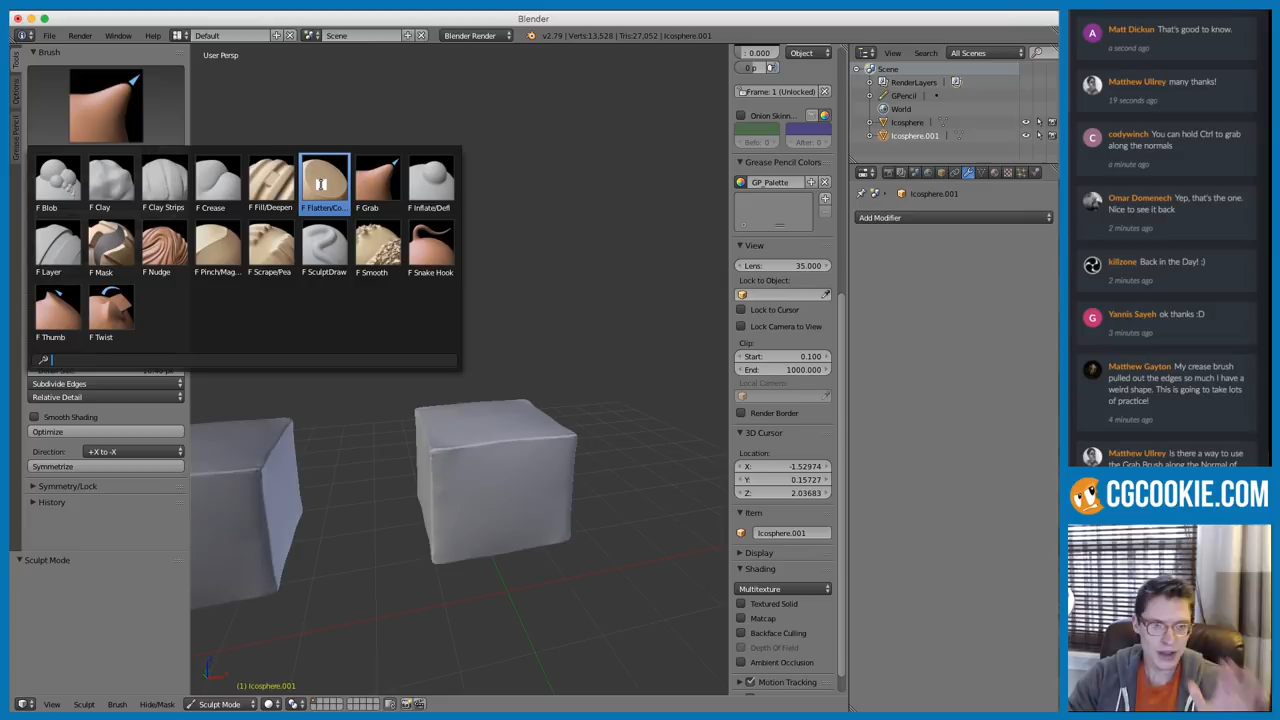 Blender
File Render Window Help Default Scene Blender Render v2.79 | Verts:13,528 | Tris:27,052 | Icosphere.001
Brush
User Persp
F Blob F Clay F Clay Strips F Crease F Fill/Deepen F Flatten/Co... F Grab F Inflate/Defl
F Layer F Mask F Nudge F Pinch/Mag... F Scrape/Pea F SculptDraw F Smooth F Snake Hook
F Thumb F Twist
Tools
Options
Grease Pencil
Subdivide Edges
Relative Detail
Smooth Shading
Optimize
Direction: +X to -X
Symmetrize
Symmetry/Lock
History
Sculpt Mode
(1) Icosphere.001
View Sculpt Brush Hide/Mask Sculpt Mode
: 0.000 Object
0 p
Frame: 1 (Unlocked)
Onion Skinn...
Befo: 0 After: 0
Grease Pencil Colors
GP_Palette
View
Lens: 35.000
Lock to Object:
Lock to Cursor
Lock Camera to View
Clip:
Start: 0.100
End: 1000.000
Local Camera:
Render Border
3D Cursor
Location:
X: -1.52974
Y: 0.15727
Z: 2.03683
Item
Icosphere.001
Display
Shading
Multitexture
Textured Solid
Matcap
Backface Culling
Depth Of Field
Ambient Occlusion
Motion Tracking
View Search All Scenes
Scene
RenderLayers
GPencil
World
Icosphere
Icosphere.001
Icosphere.001
Add Modifier
A Matt Dickun That's good to know.
a second ago
Matthew Ullrey many thanks!
19 seconds ago
C codywinch You can hold Ctrl to grab
along the normals
a minute ago
Omar Domenech Yep, that's the one.
Nice to see it back
2 minutes ago
killzone Back in the Day! ;)
2 minutes ago
G Yannis Sayeh ok thanks :D
3 minutes ago
Matthew Gayton My crease brush
pulled out the edges so much I have a
weird shape. This is going to take lots
of practice!
4 minutes ago
Matthew Ullrey Is there a way to use
the Grab Brush along the Normal of
CGCOOKIE.COM